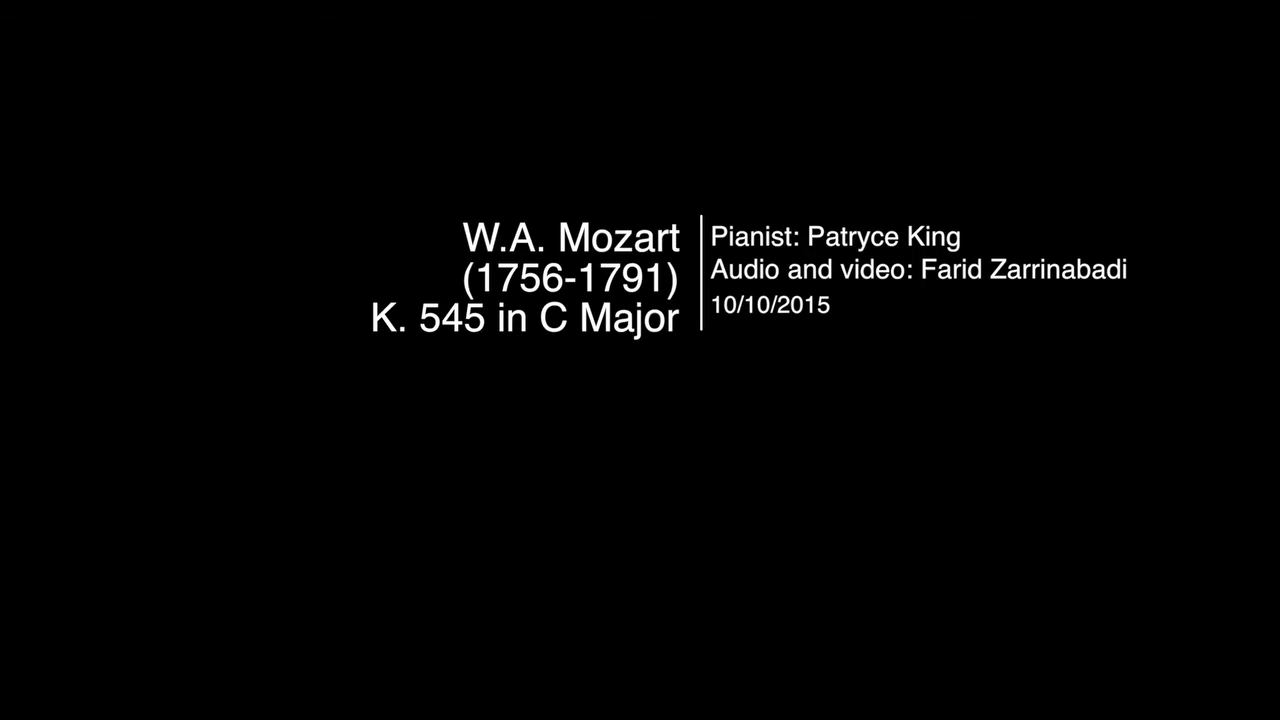 W.A. Mozart
(1756-1791)
K. 545 in C Major
Pianist: Patryce King
Audio and video: Farid Zarrinabadi
10/10/2015